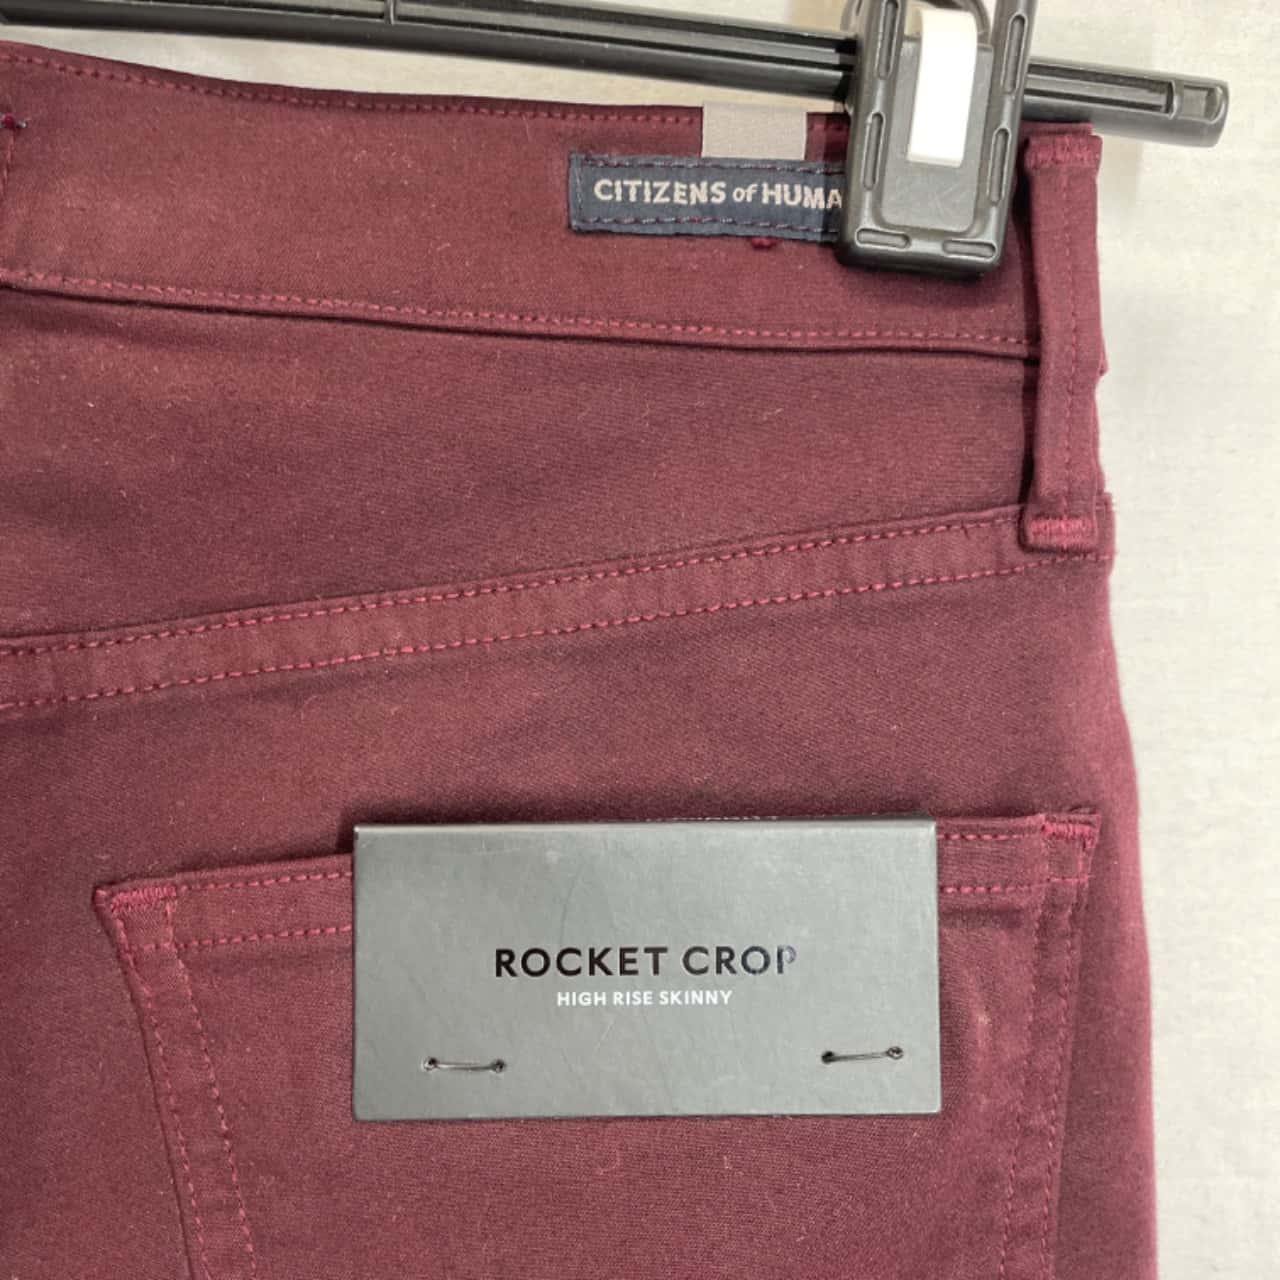 CITIZENS of HUMA
ROCKET CROP
HIGH RISE SKINNY